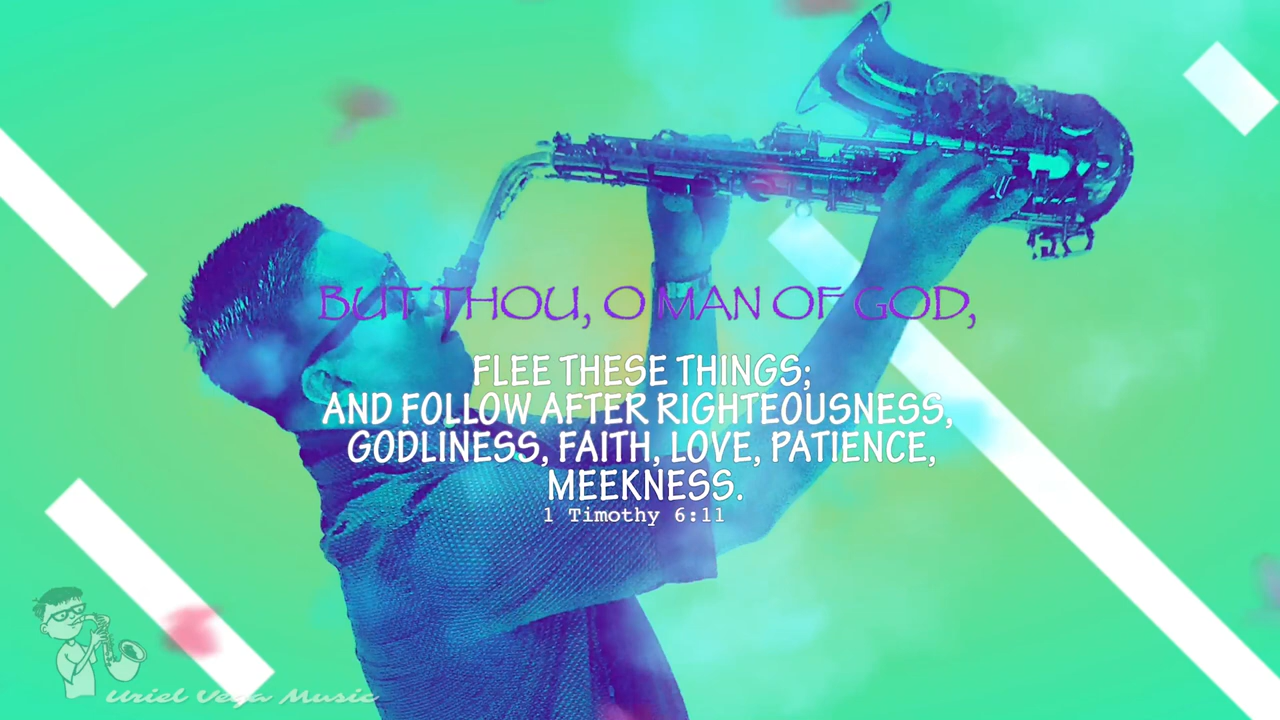 BUT THOU, O MAN OF GOD,
FLEE THESE THINGS;
AND FOLLOW AFTER RIGHTEOUSNESS,
GODLINESS, FAITH, LOVE, PATIENCE,
MEEKNESS.
1 Timothy 6:11
Uriel Vega Music